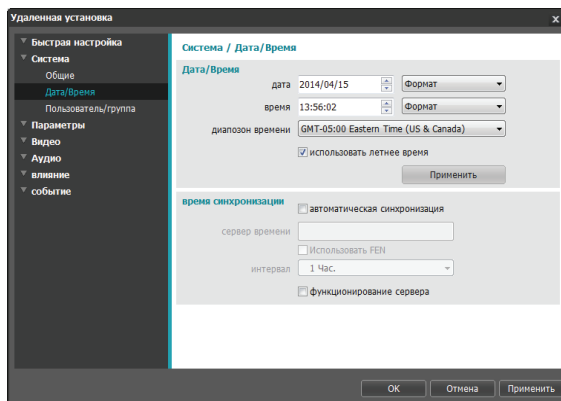 Удаленная установка x
Быстрая настройка
Система
Общие
Дата/Время
Пользователь/группа
Параметры
Видео
Аудио
влияние
событие
Система / Дата/Время
Дата/Время
дата 2014/04/15 Формат
время 13:56:02 Формат
диапозон времени GMT-05:00 Eastern Time (US & Canada)
использовать летнее время
Применить
время синхронизации
автоматическая синхронизация
сервер времени
Использовать FEN
интервал 1 Час.
функционирование сервера
OK Отмена Применить